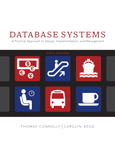 DATABASE SYSTEMS
A Practical Approach to Design, Implementation, and Management
THOMAS CONNOLLY | CAROLYN BEGG